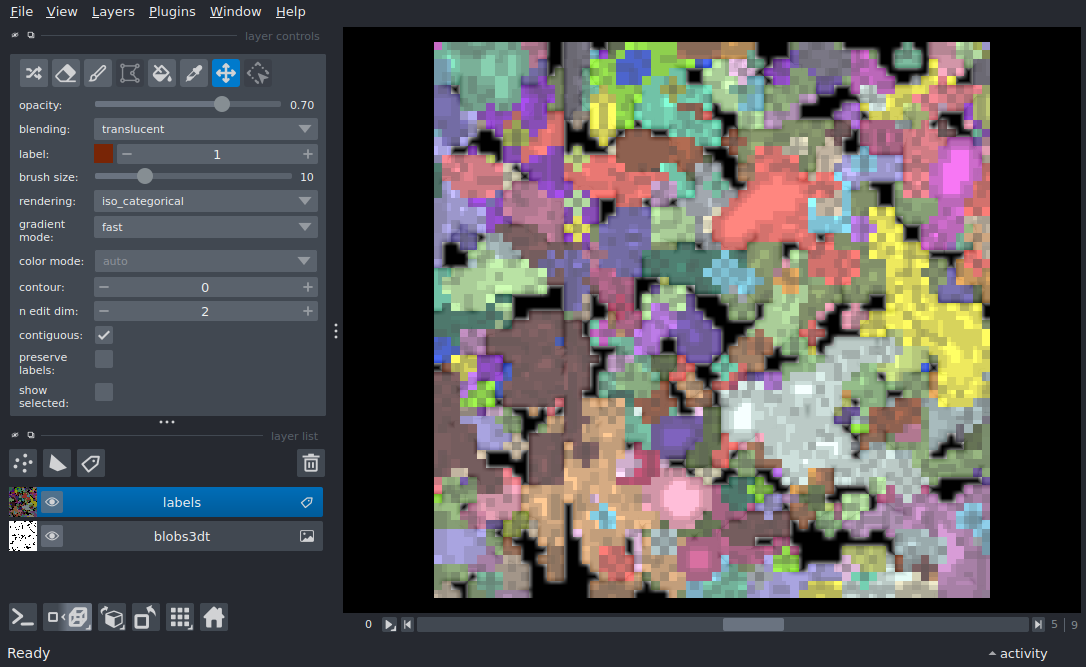 File View Layers Plugins Window Help
layer controls
opacity: 0.70
blending: translucent
label: 1
brush size: 10
rendering: iso_categorical
gradient
mode: fast
color mode: auto
contour: 0
n edit dim: 2
contiguous:
preserve
labels:
show
selected:
layer list
labels
blobs3dt
0 5 | 9
Ready activity